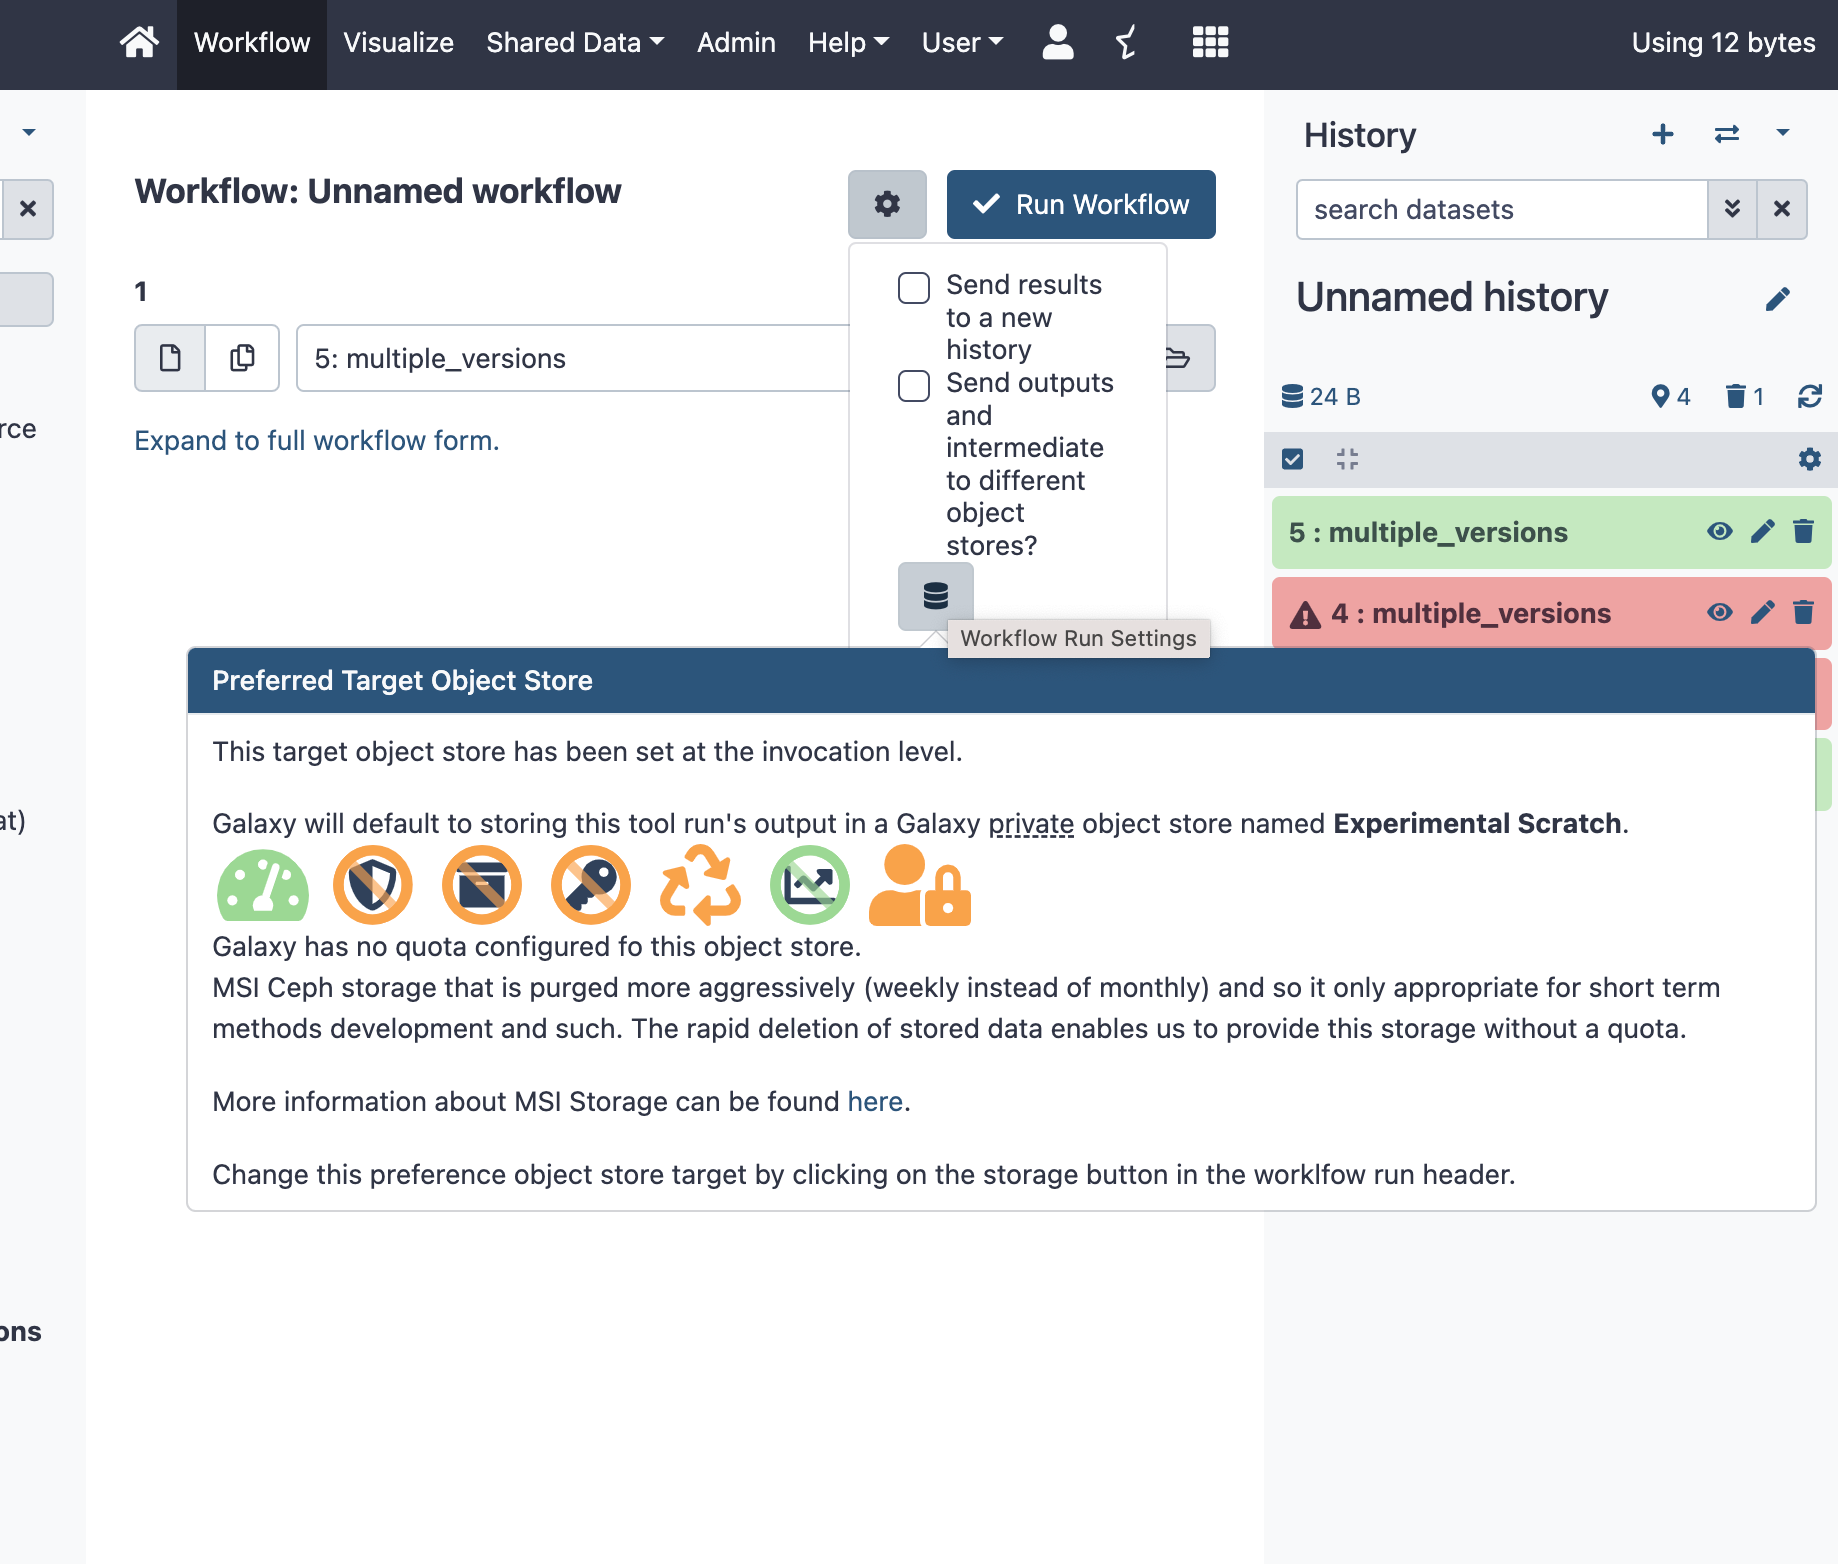 Workflow Visualize Shared Data Admin Help User Using 12 bytes
History
Workflow: Unnamed workflow
Run Workflow
search datasets
1
Send results
to a new
history
Unnamed history
5: multiple_versions
Send outputs
and
intermediate
to different
object
stores?
24 B 4 1
rce
Expand to full workflow form.
5 : multiple_versions
4 : multiple_versions
Workflow Run Settings
Preferred Target Object Store
This target object store has been set at the invocation level.
at)
Galaxy will default to storing this tool run's output in a Galaxy private object store named Experimental Scratch.
Galaxy has no quota configured fo this object store.
MSI Ceph storage that is purged more aggressively (weekly instead of monthly) and so it only appropriate for short term
methods development and such. The rapid deletion of stored data enables us to provide this storage without a quota.
More information about MSI Storage can be found here.
Change this preference object store target by clicking on the storage button in the worklfow run header.
ons